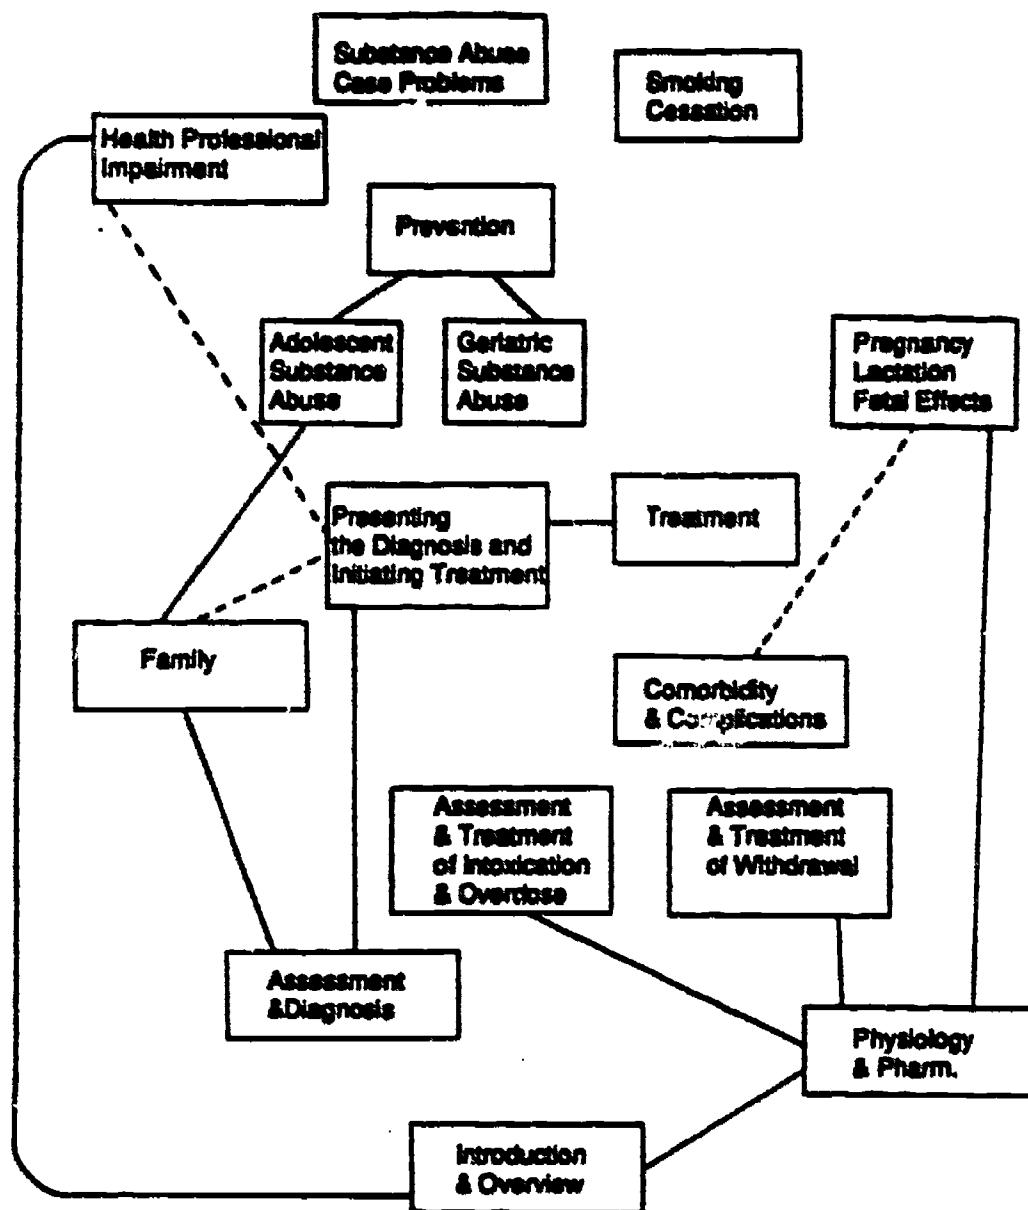 Substance Abuse
Case Problems
Smoking
Cessation
Health Professional
Impairment
Prevention
Adolescent
Substance
Abuse
Geriatric
Substance
Abuse
Pregnancy
Lactation
Fetal Effects
Presenting
the Diagnosis and
Initiating Treatment
Treatment
Family
Comorbidity
& Complications
Assessment
& Treatment
of Intoxication
& Overdose
Assessment
& Treatment
of Withdrawal
Assessment
&Diagnosis
Physiology
& Pharm.
Introduction
& Overview